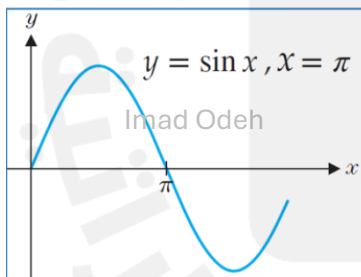 y
y = sin x , x = π
Imad Odeh
x
π